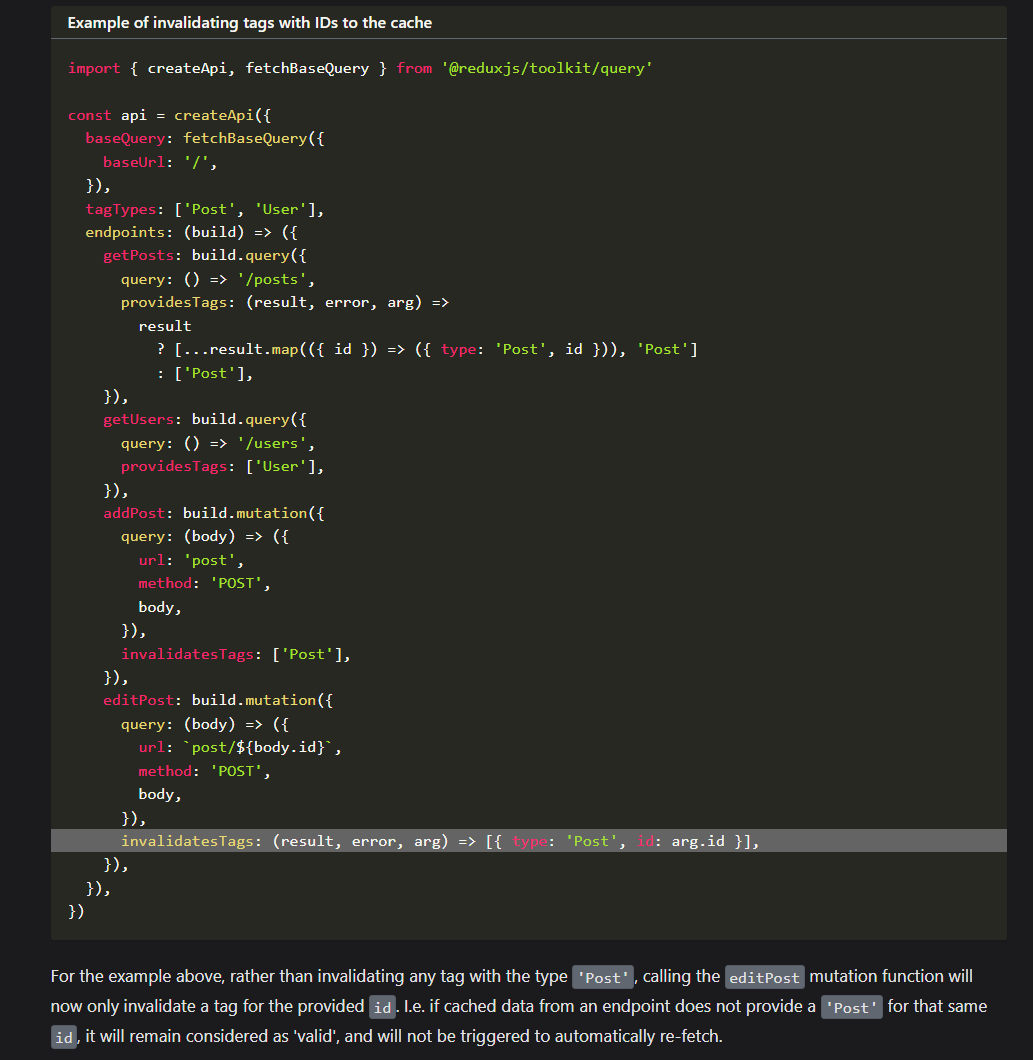 Example of invalidating tags with IDs to the cache
import { createApi, fetchBaseQuery } from '@reduxjs/toolkit/query'
const api = createApi({
  baseQuery: fetchBaseQuery({
    baseUrl: '/',
  }),
  tagTypes: ['Post', 'User'],
  endpoints: (build) => ({
    getPosts: build.query({
      query: () => '/posts',
      providesTags: (result, error, arg) =>
        result
          ? [...result.map(({ id }) => ({ type: 'Post', id })), 'Post']
          : ['Post'],
    }),
    getUsers: build.query({
      query: () => '/users',
      providesTags: ['User'],
    }),
    addPost: build.mutation({
      query: (body) => ({
        url: 'post',
        method: 'POST',
        body,
      }),
      invalidatesTags: ['Post'],
    }),
    editPost: build.mutation({
      query: (body) => ({
        url: `post/${body.id}`,
        method: 'POST',
        body,
      }),
      invalidatesTags: (result, error, arg) => [{ type: 'Post', id: arg.id }],
    }),
  }),
})
For the example above, rather than invalidating any tag with the type 'Post', calling the editPost mutation function will
now only invalidate a tag for the provided id. I.e. if cached data from an endpoint does not provide a 'Post' for that same
id, it will remain considered as 'valid', and will not be triggered to automatically re-fetch.